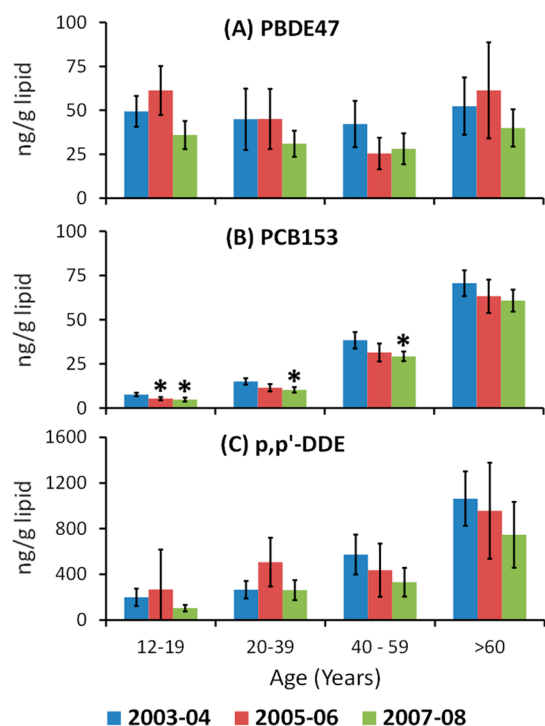 (A) PBDE47
ng/g lipid
100
75
50
25
0
(B) PCB153
ng/g lipid
100
75
50
25
0
* * * *
(C) p,p'-DDE
ng/g lipid
1600
1200
800
400
0
12-19 20-39 40 - 59 >60
Age (Years)
2003-04 2005-06 2007-08